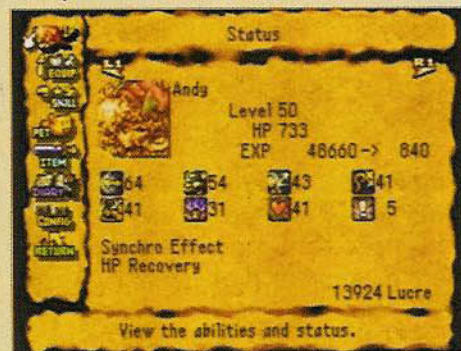 Status
L1
R1
EQUIP
SKILL
PET
ITEM
DIARY
CONFIG
RETURN
Andy
Level 50
HP 733
EXP 48660-> 840
64 54 43 41
41 31 41 5
Synchro Effect
HP Recovery
13924 Lucre
View the abilities and status.